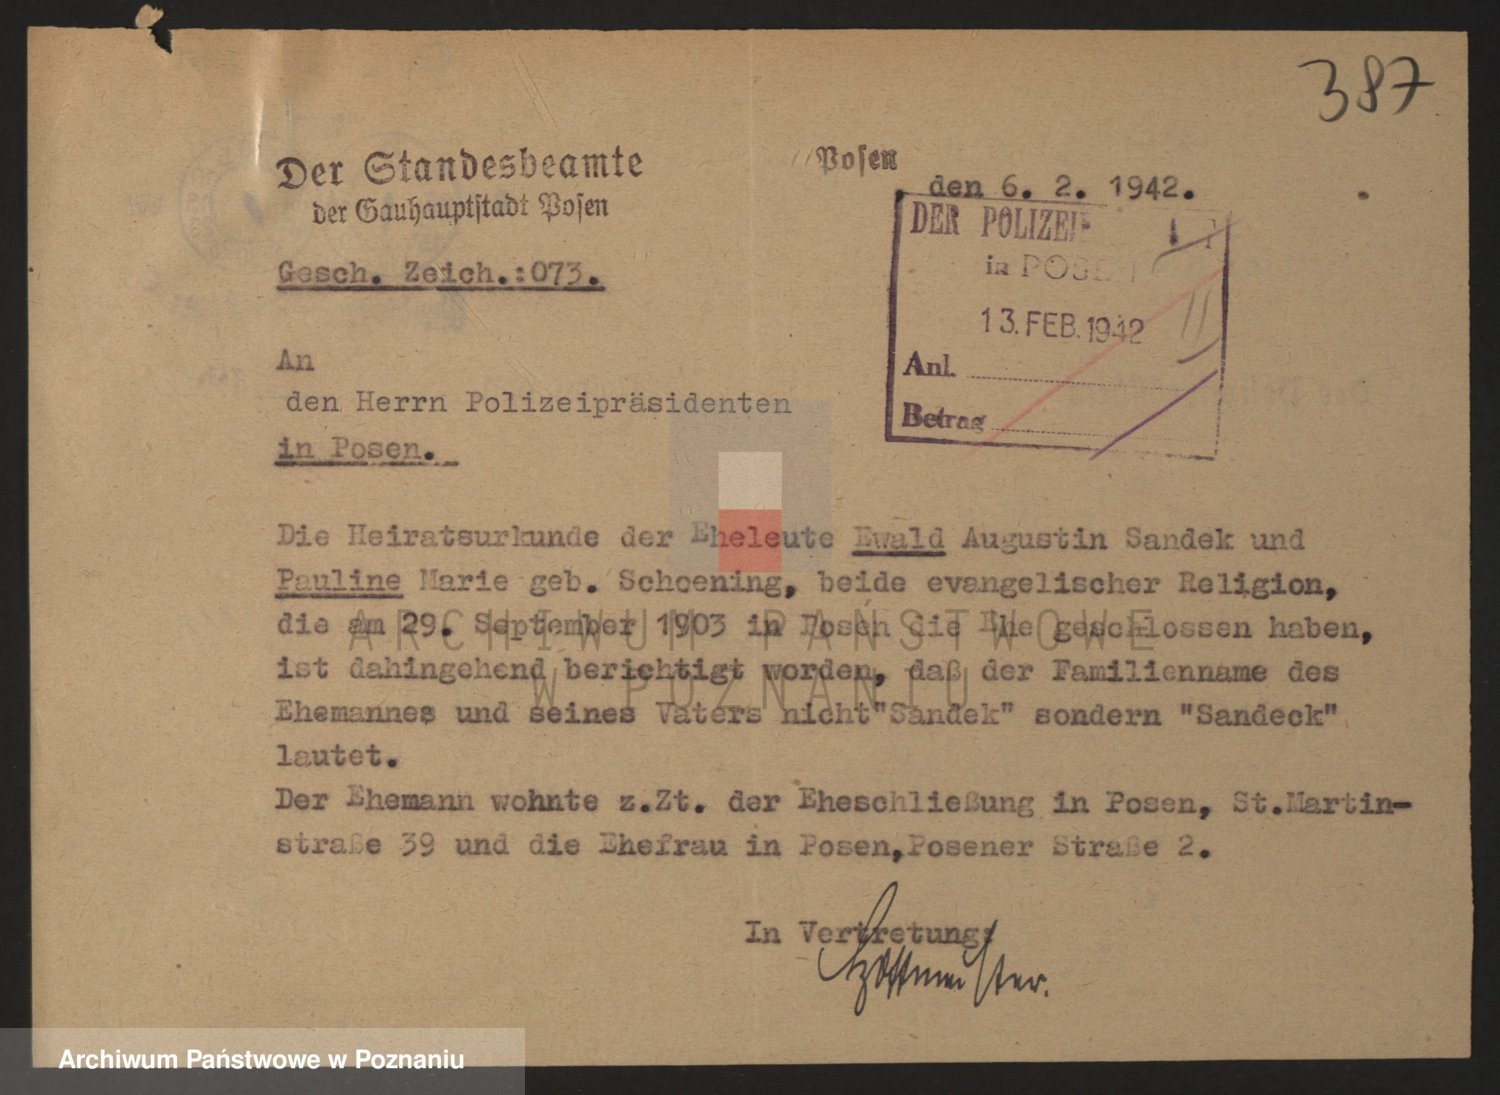 387
Der Standesbeamte
der Gauhauptstadt Posen
Posen
den 6. 2. 1942.
Gesch. Zeich.:073.
DER POLIZEI
in POSEN
13. FEB. 1942
Anl.
Betrag
An
den Herrn Polizeipräsidenten
in Posen.
Die Heiratsurkunde der Eheleute Ewald Augustin Sandek und
Pauline Marie geb. Schoening, beide evangelischer Religion,
die am 29. September 1903 in Posen die Ehe geschlossen haben,
ist dahingehend berichtigt worden, daß der Familienname des
Ehemannes und seines Vaters nicht"Sandek" sondern "Sandeck"
lautet.
Der Ehemann wohnte z.Zt. der Eheschließung in Posen, St.Martin-
straße 39 und die Ehefrau in Posen,Posener Straße 2.
In Vertretung:
ARCHIWUM PAŃSTWOWE
W POZNANIU
Archiwum Państwowe w Poznaniu